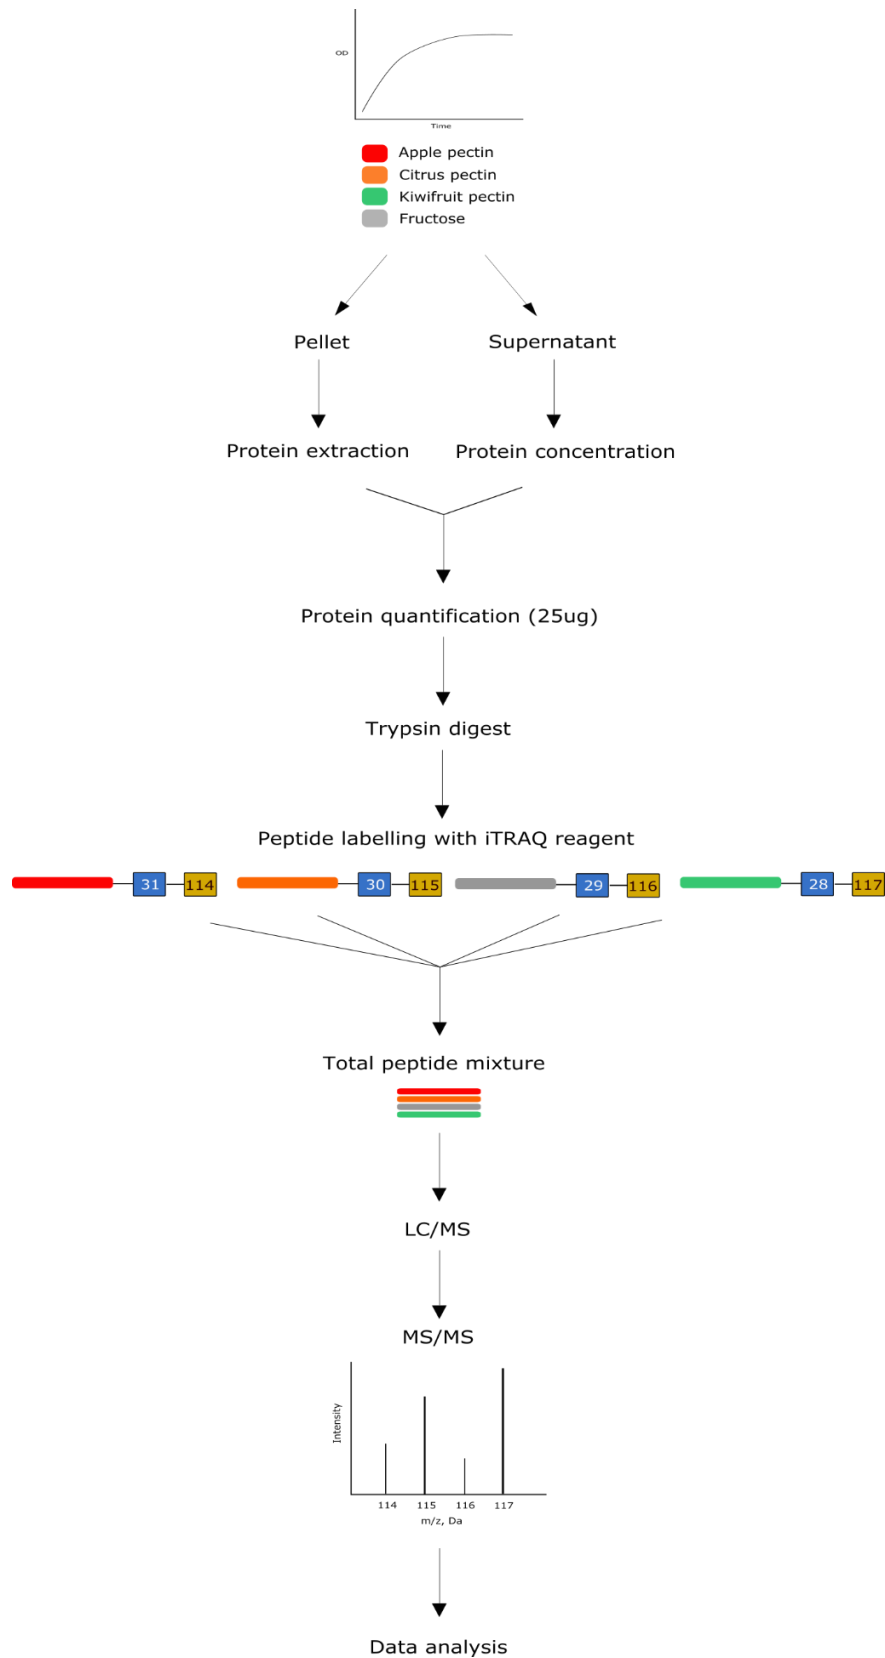 OD
Time
Apple pectin
Citrus pectin
Kiwifruit pectin
Fructose
Pellet Supernatant
Protein extraction Protein concentration
Protein quantification (25ug)
Trypsin digest
Peptide labelling with iTRAQ reagent
31 114 30 115 29 116 28 117
Total peptide mixture
LC/MS
MS/MS
Intensity
114 115 116 117
m/z, Da
Data analysis